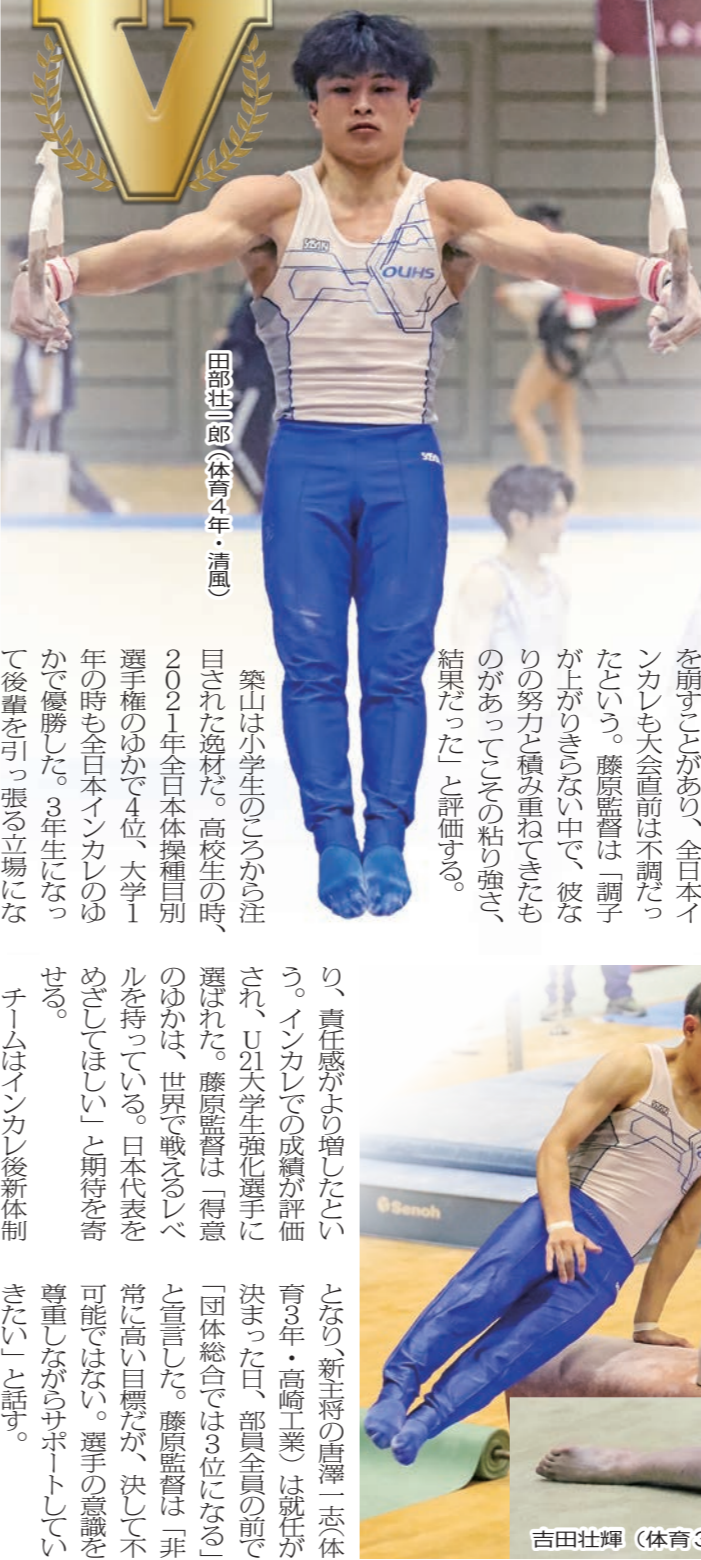 V
OUHS
田部壮一郎（体育４年・清風）
を崩すことがあり、全日本イ
ンカレも大会直前は不調だっ
たという。藤原監督は「調子
が上がりきらない中で、彼な
りの努力と積み重ねてきたも
のがあってこその粘り強さ、
結果だった」と評価する。
築山は小学生のころから注
目された逸材だ。高校生の時、
２０２１年全日本体操種目別
選手権のゆかで４位、大学１
年の時も全日本インカレのゆ
かで優勝した。３年生になっ
て後輩を引っ張る立場にな
り、責任感がより増したとい
う。インカレでの成績が評価
され、U21大学生強化選手に
選ばれた。藤原監督は「得意
のゆかは、世界で戦えるレベ
ルを持っている。日本代表を
めざしてほしい」と期待を寄
せる。
チームはインカレ後新体制
となり、新主将の唐澤一志（体
育３年・高崎工業）は就任が
決まった日、部員全員の前で
「団体総合では３位になる」
と宣言した。藤原監督は「非
常に高い目標だが、決して不
可能ではない。選手の意識を
尊重しながらサポートしてい
きたい」と話す。
Senoh
吉田壮輝（体育３